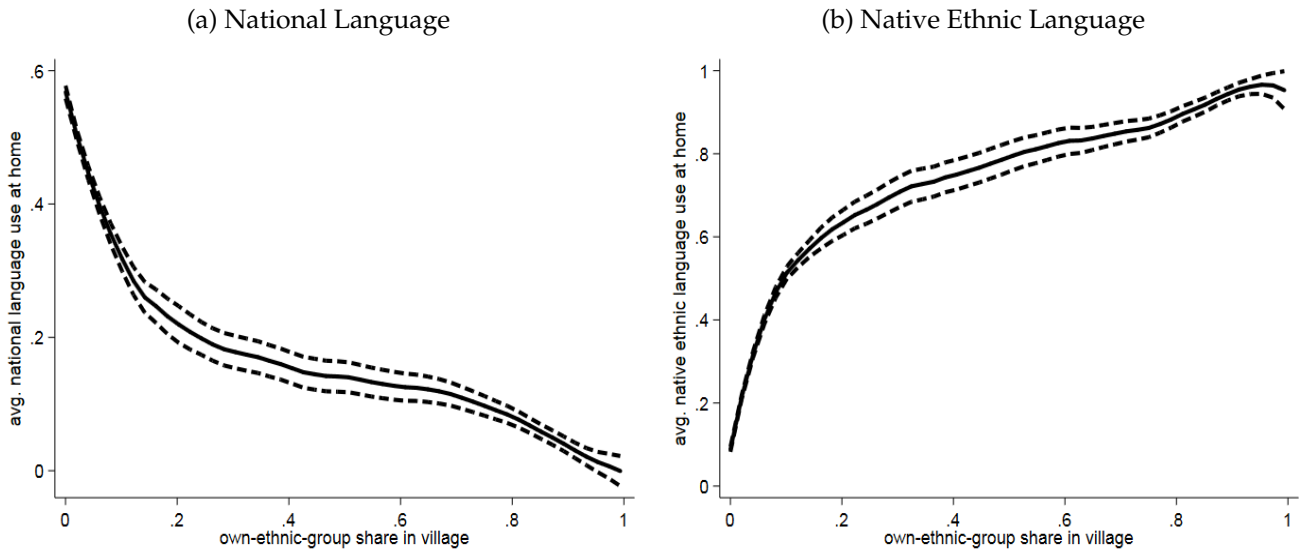 (a) National Language
avg. national language use at home
.6
.4
.2
0
0 .2 .4 .6 .8 1
own-ethnic-group share in village
(b) Native Ethnic Language
avg. native ethnic language use at home
1
.8
.6
.4
.2
0
0 .2 .4 .6 .8 1
own-ethnic-group share in village